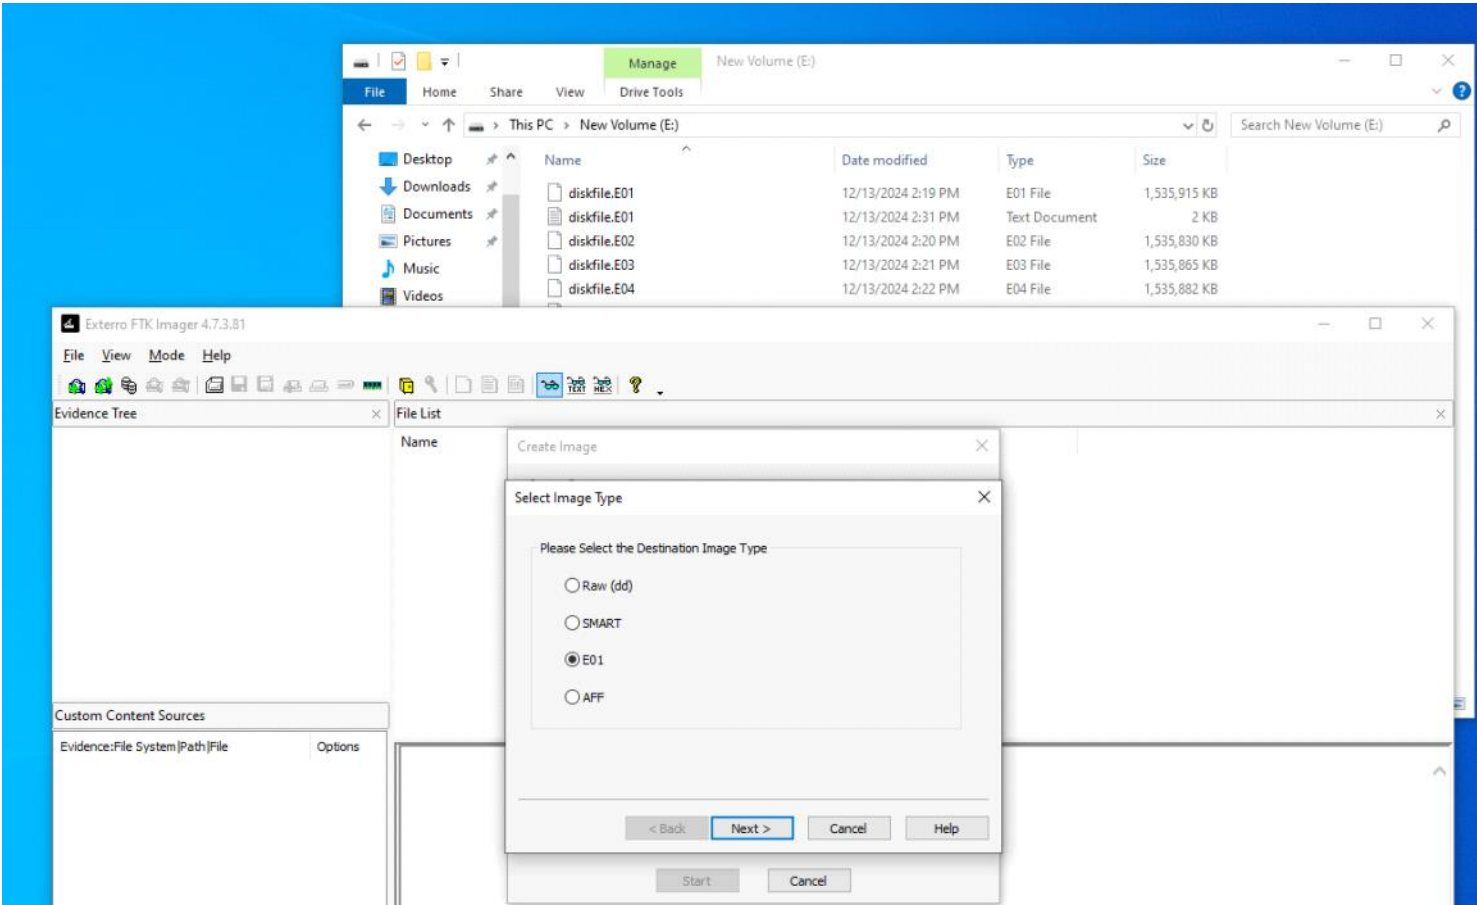 Manage New Volume (E:)
File Home Share View Drive Tools
This PC > New Volume (E:) Search New Volume (E:)
Desktop
Downloads
Documents
Pictures
Music
Videos
Name Date modified Type Size
diskfile.E01 12/13/2024 2:19 PM E01 File 1,535,915 KB
diskfile.E01 12/13/2024 2:31 PM Text Document 2 KB
diskfile.E02 12/13/2024 2:20 PM E02 File 1,535,830 KB
diskfile.E03 12/13/2024 2:21 PM E03 File 1,535,865 KB
diskfile.E04 12/13/2024 2:22 PM E04 File 1,535,882 KB
Exterro FTK Imager 4.7.3.81
File View Mode Help
TEXT HEX
Evidence Tree
File List
Name
Create Image
Select Image Type
Please Select the Destination Image Type
Raw (dd)
SMART
E01
AFF
< Back Next > Cancel Help
Start Cancel
Custom Content Sources
Evidence:File System|Path|File Options